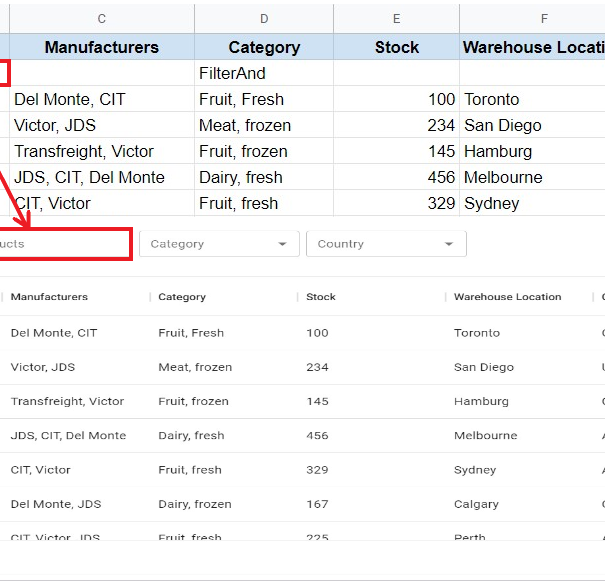 C D E F
Manufacturers Category Stock Warehouse Locati
FilterAnd
Del Monte, CIT Fruit, Fresh 100 Toronto
Victor, JDS Meat, frozen 234 San Diego
Transfreight, Victor Fruit, frozen 145 Hamburg
JDS, CIT, Del Monte Dairy, fresh 456 Melbourne
CIT, Victor Fruit, fresh 329 Sydney
ucts Category Country
Manufacturers Category Stock Warehouse Location
Del Monte, CIT Fruit, Fresh 100 Toronto
Victor, JDS Meat, frozen 234 San Diego
Transfreight, Victor Fruit, frozen 145 Hamburg
JDS, CIT, Del Monte Dairy, fresh 456 Melbourne
CIT, Victor Fruit, fresh 329 Sydney
Del Monte, JDS Dairy, frozen 167 Calgary
CIT, Victor, JDS Fruit, fresh 225 Perth